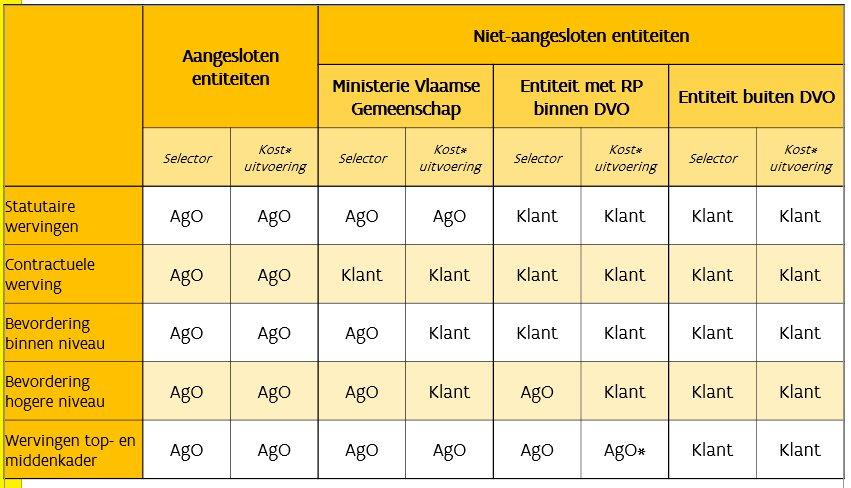 Aangesloten
entiteiten
Niet-aangesloten entiteiten
Ministerie Vlaamse
Gemeenschap
Entiteit met RP
binnen DVO
Entiteit buiten DVO
Selector
Kost*
uitvoering
Selector
Kost*
uitvoering
Selector
Kost*
uitvoering
Selector
Kost*
uitvoering
Statutaire
wervingen
AgO AgO AgO AgO Klant Klant Klant Klant
Contractuele
werving
AgO AgO Klant Klant Klant Klant Klant Klant
Bevordering
binnen niveau
AgO AgO AgO Klant Klant Klant Klant Klant
Bevordering
hogere niveau
AgO AgO AgO Klant AgO Klant Klant Klant
Wervingen top- en
middenkader
AgO AgO AgO AgO AgO AgO* Klant Klant